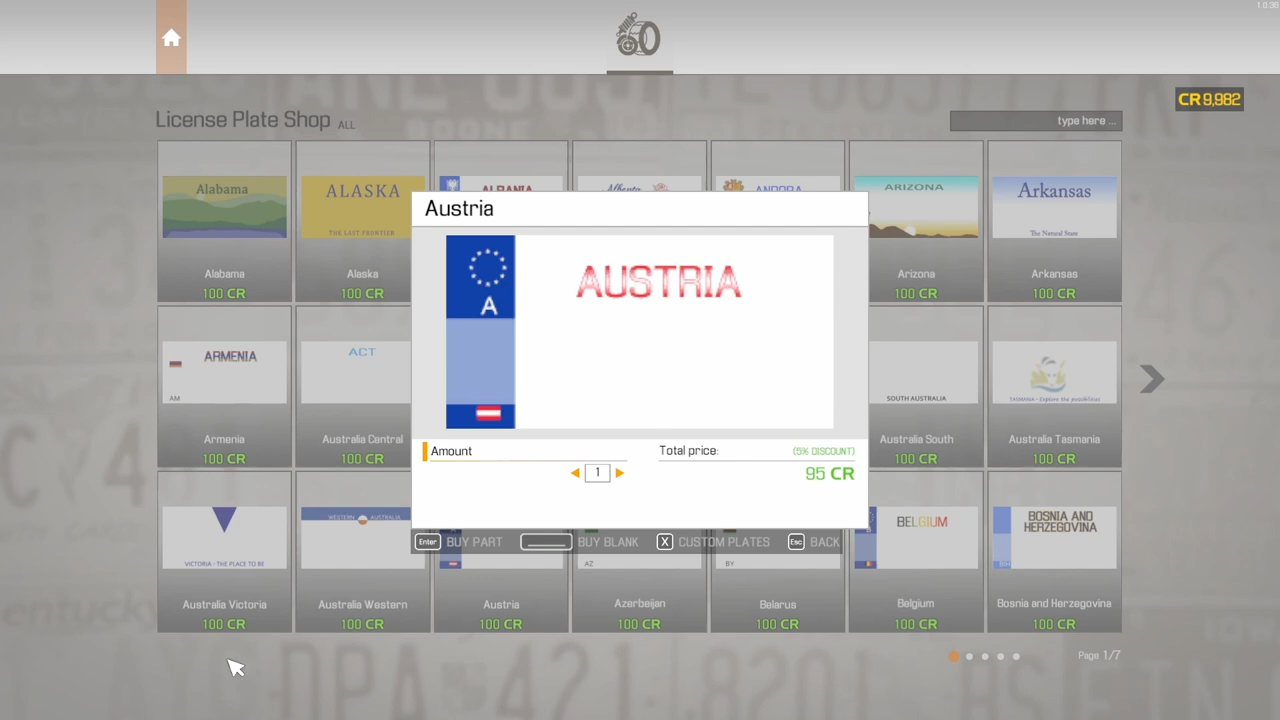 1.0.36
CR 9,982
License Plate Shop ALL
type here ...
Alabama
ALASKA
THE LAST FRONTIER
ALBANIA
Alberta
ANDORRA
ARIZONA
Arkansas
The Natural State
Alabama
100 CR
Alaska
100 CR
Arizona
100 CR
Arkansas
100 CR
Austria
A
AUSTRIA
Amount
1
Total price:
(5% DISCOUNT)
95 CR
Enter BUY PART
BUY BLANK
X CUSTOM PLATES
Esc BACK
ARMENIA
AM
ACT
SOUTH AUSTRALIA
TASMANIA - Explore the possibilities
Armenia
100 CR
Australia Central
100 CR
Australia South
100 CR
Australia Tasmania
100 CR
VICTORIA - THE PLACE TO BE
WESTERN AUSTRALIA
AZ
BY
BELGIUM
BOSNIA AND
HERZEGOVINA
BIH
Australia Victoria
100 CR
Australia Western
100 CR
Austria
100 CR
Azerbeijan
100 CR
Belarus
100 CR
Belgium
100 CR
Bosnia and Herzegovina
100 CR
Page 1/7